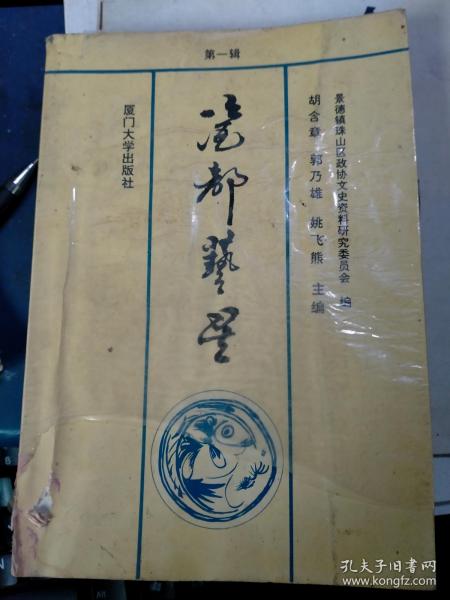 第一辑
景德镇珠山区政协文史资料研究委员会 编
胡含章 郭乃雄 姚飞熊 主编
瓷都藝星
厦门大学出版社
孔夫子旧书网
www.kongfz.com